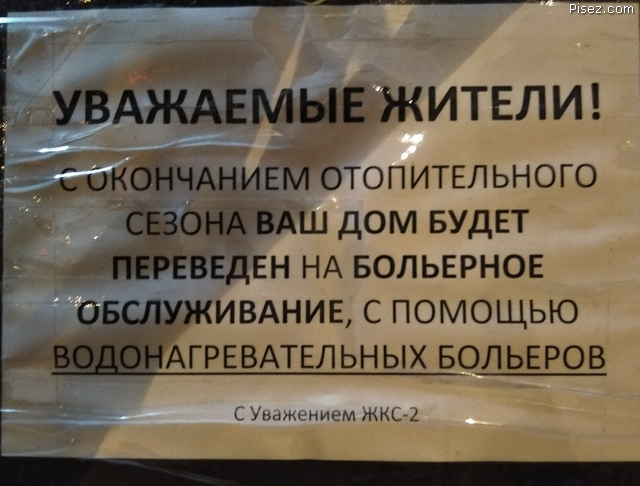 Pisez.com
УВАЖАЕМЫЕ ЖИТЕЛИ!
С ОКОНЧАНИЕМ ОТОПИТЕЛЬНОГО
СЕЗОНА ВАШ ДОМ БУДЕТ
ПЕРЕВЕДЕН НА БОЛЬЕРНОЕ
ОБСЛУЖИВАНИЕ, С ПОМОЩЬЮ
ВОДОНАГРЕВАТЕЛЬНЫХ БОЛЬЕРОВ
С Уважением ЖКС-2